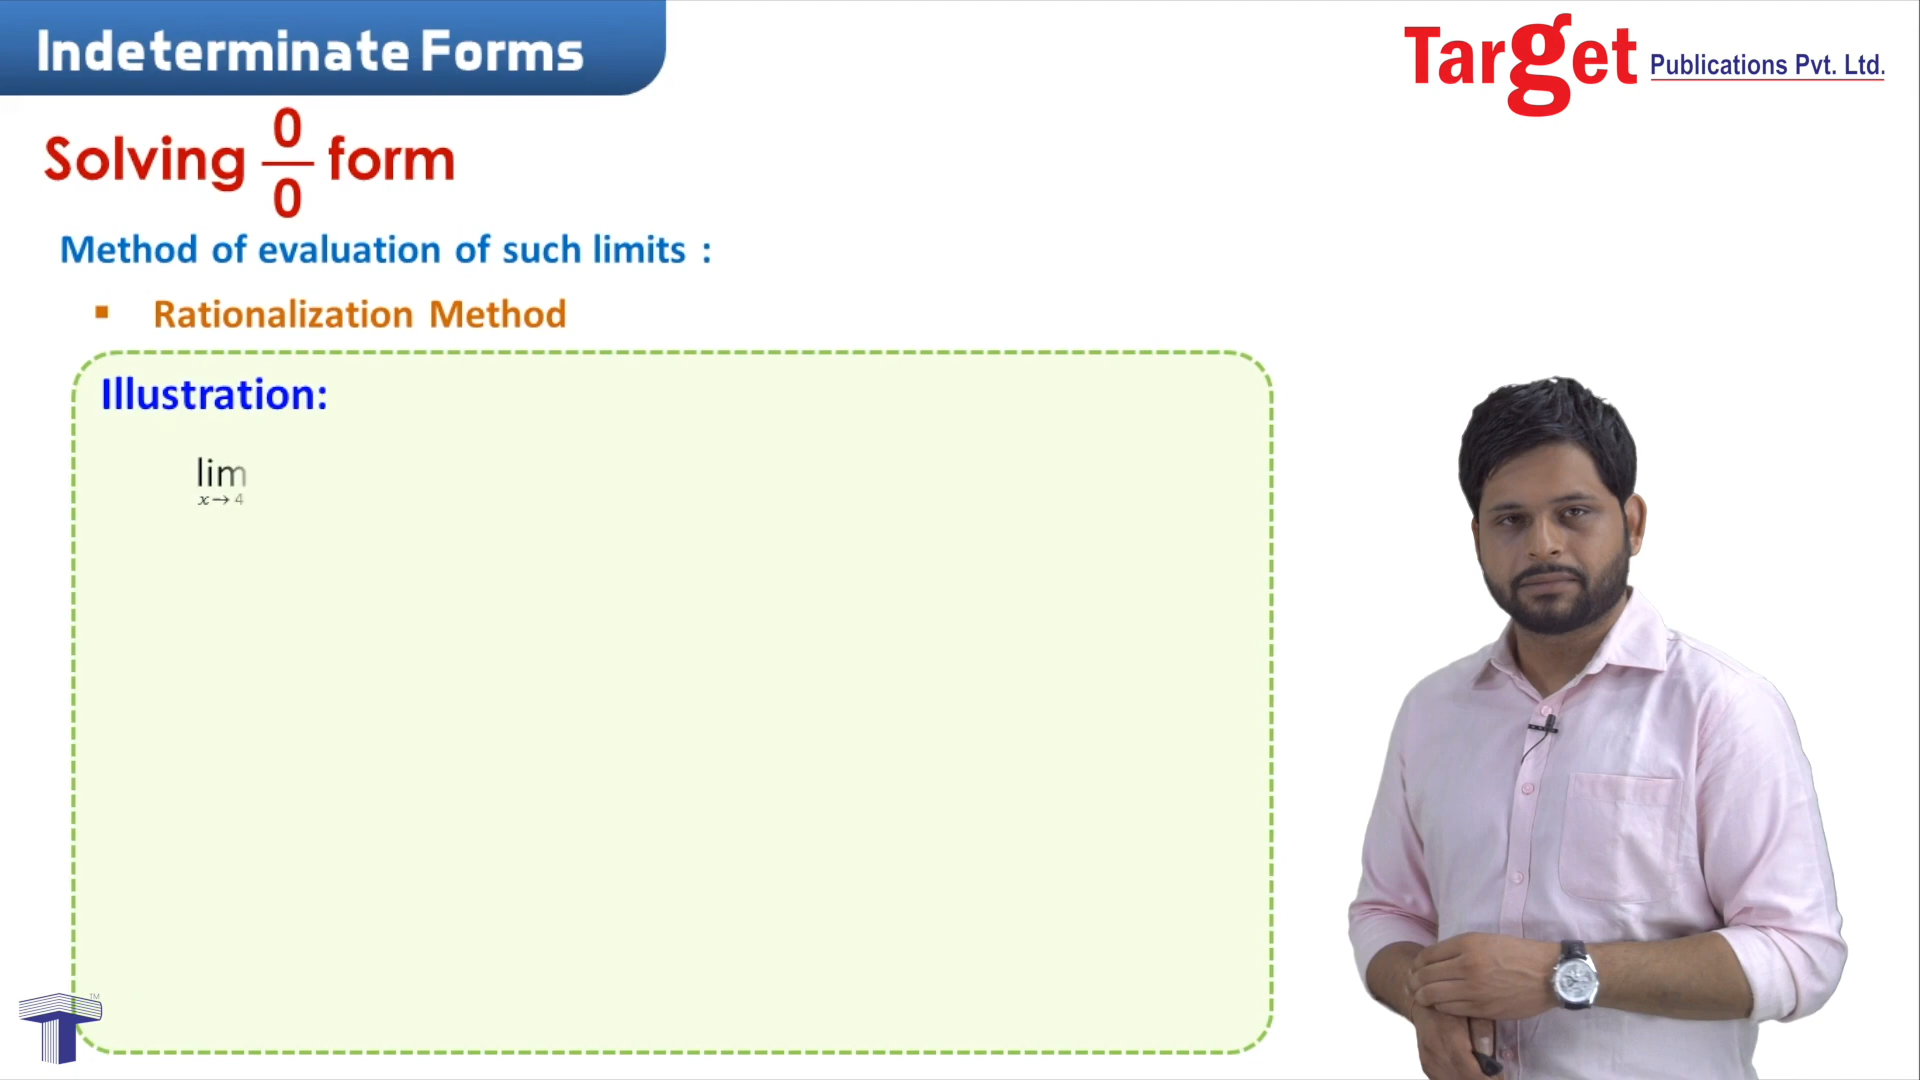 Indeterminate Forms
Target Publications Pvt. Ltd.
Solving 0/0 form
Method of evaluation of such limits :
▪ Rationalization Method
Illustration:
lim
x→4
TM